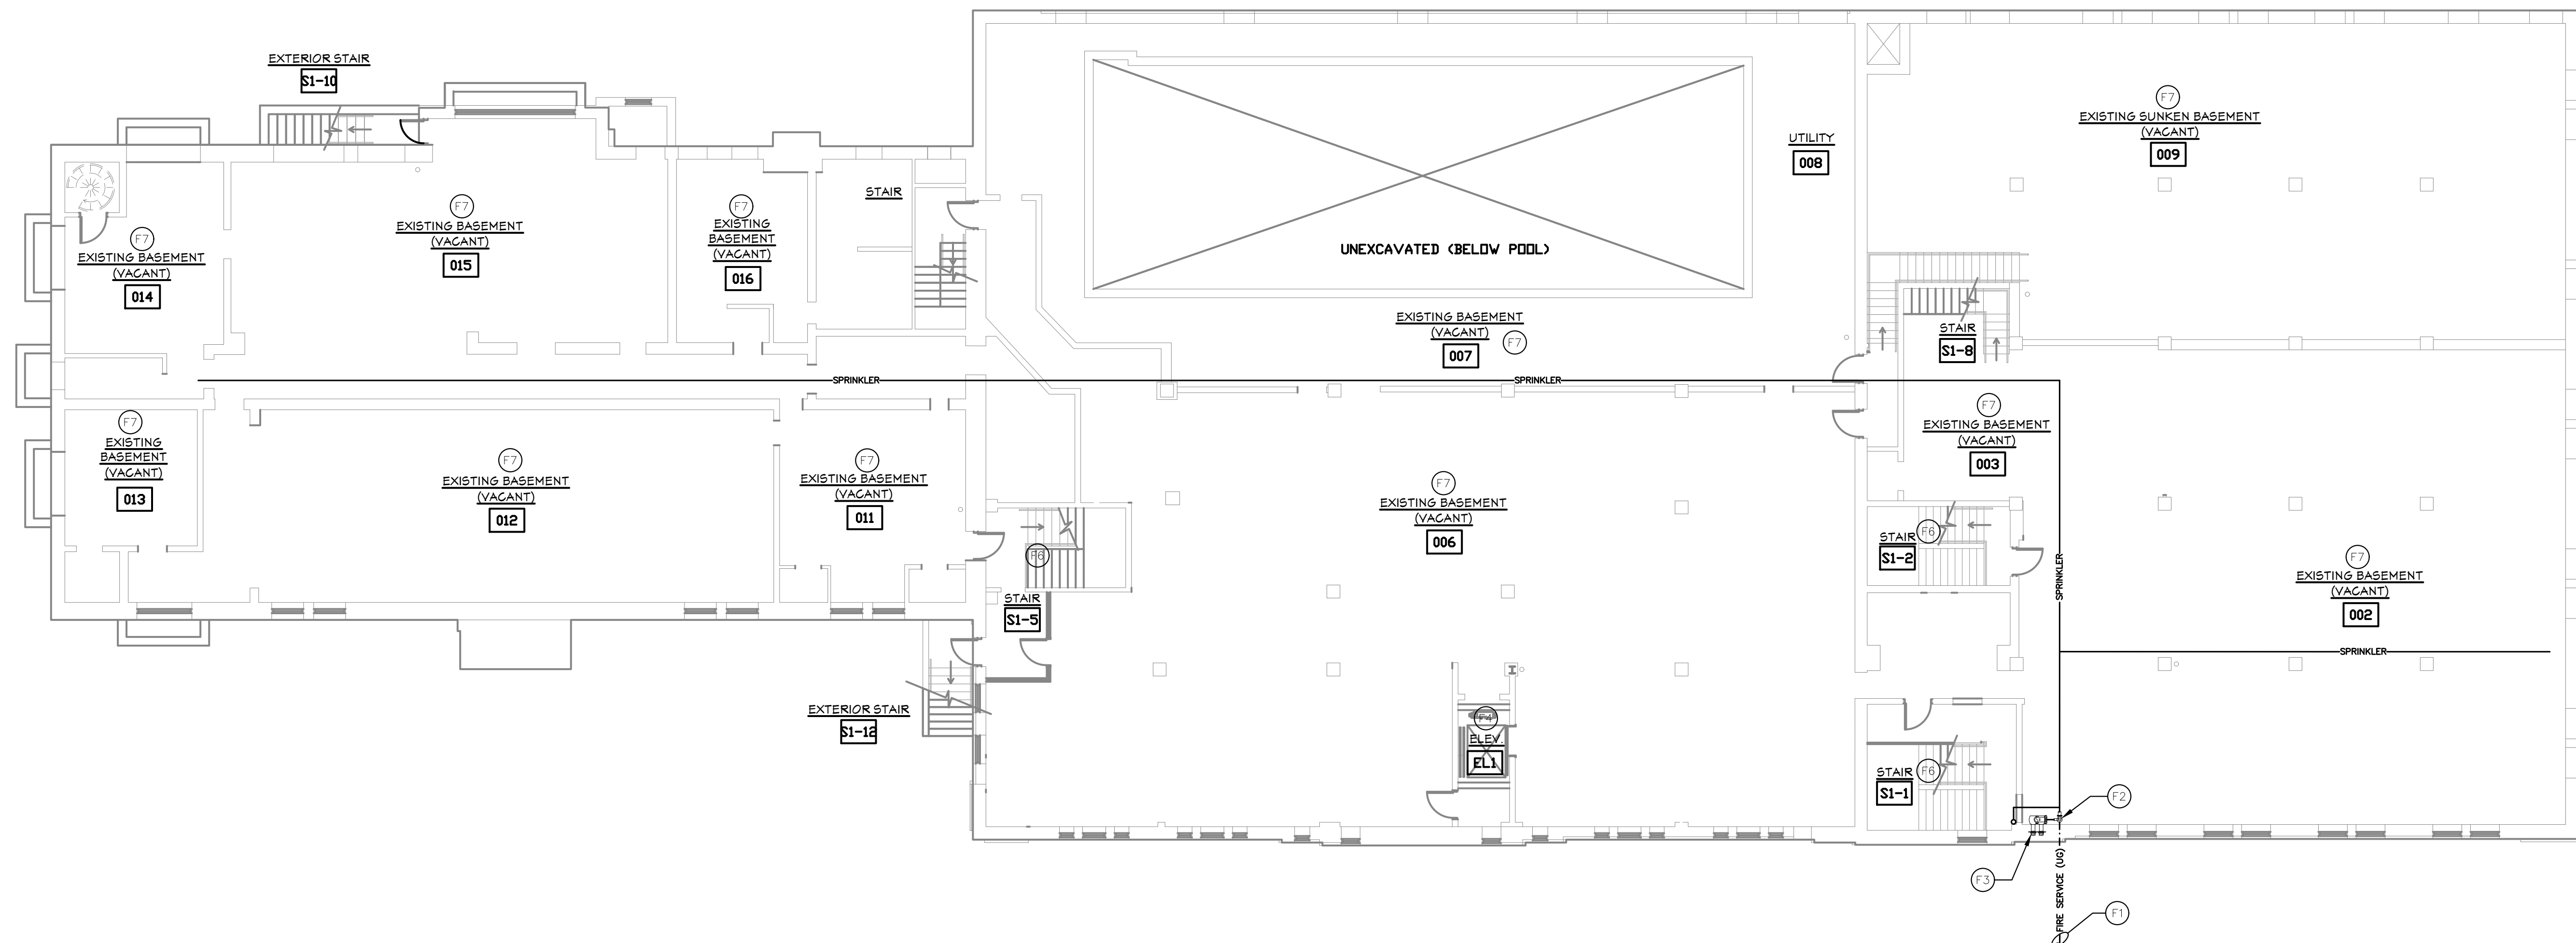 EXTERIOR STAIR
S1-10
F7
EXISTING BASEMENT
(VACANT)
014
F7
EXISTING BASEMENT
(VACANT)
015
F7
EXISTING
BASEMENT
(VACANT)
016
STAIR
UNEXCAVATED (BELOW POOL)
UTILITY
008
F7
EXISTING SUNKEN BASEMENT
(VACANT)
009
EXISTING BASEMENT
(VACANT)
007
F7
STAIR
S1-8
SPRINKLER
SPRINKLER
F7
EXISTING
BASEMENT
(VACANT)
013
F7
EXISTING BASEMENT
(VACANT)
012
F7
EXISTING BASEMENT
(VACANT)
011
F6
STAIR
S1-5
F7
EXISTING BASEMENT
(VACANT)
006
F7
EXISTING BASEMENT
(VACANT)
003
F6
STAIR
S1-2
SPRINKLER
F7
EXISTING BASEMENT
(VACANT)
002
SPRINKLER
EXTERIOR STAIR
S1-12
F4
ELEV.
EL1
STAIR
F6
S1-1
F2
F3
FIRE SERVICE (UG)
F1